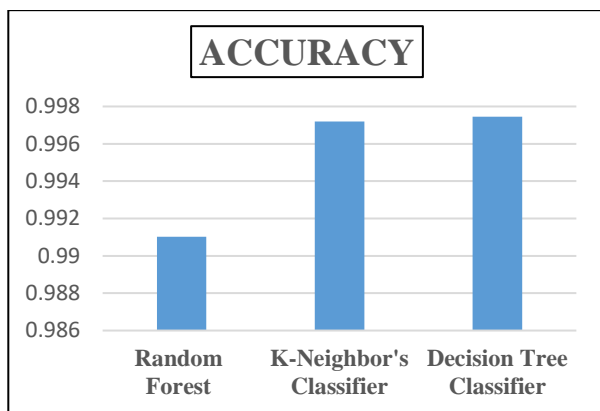 ACCURACY
0.998
0.996
0.994
0.992
0.99
0.988
0.986
Random
Forest
K-Neighbor's
Classifier
Decision Tree
Classifier